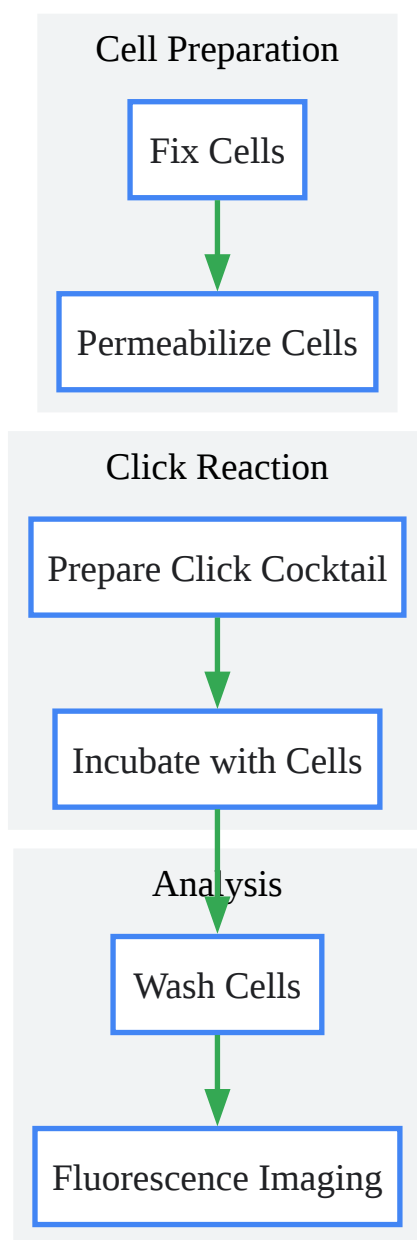 Cell Preparation
Fix Cells
Permeabilize Cells
Click Reaction
Prepare Click Cocktail
Incubate with Cells
Analysis
Wash Cells
Fluorescence Imaging